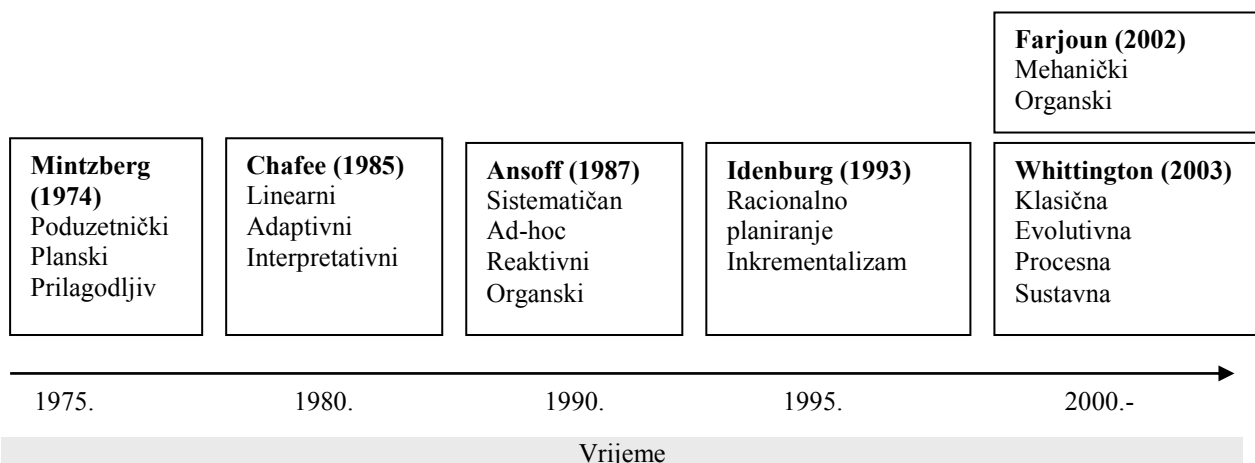 Farjoun (2002)
Mehanički
Organski
Mintzberg
(1974)
Poduzetnički
Planski
Prilagodljiv
Chafee (1985)
Linearni
Adaptivni
Interpretativni
Ansoff (1987)
Sistematičan
Ad-hoc
Reaktivni
Organski
Idenburg (1993)
Racionalno
planiranje
Inkrementalizam
Whittington (2003)
Klasična
Evolutivna
Procesna
Sustavna
1975.
1980.
1990.
1995.
2000.-
Vrijeme